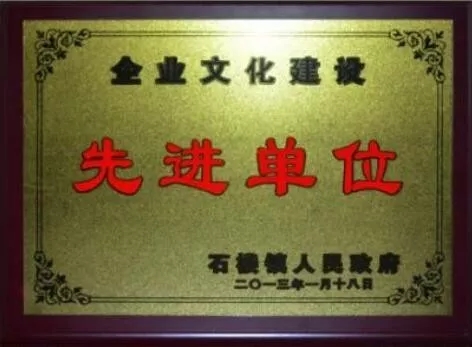 企业文化建设
先进单位
石楼镇人民政府
二〇一三年一月十八日